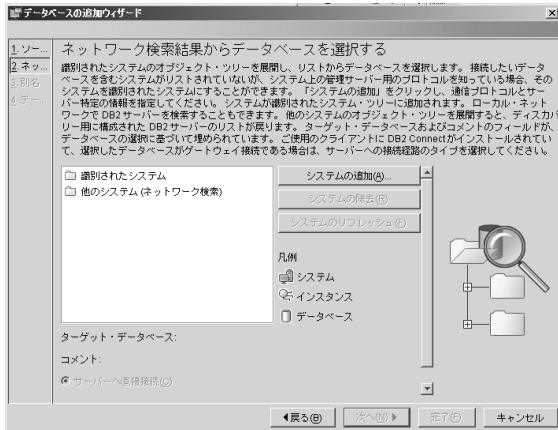 データベースの追加ウィザード
1.ソー...
2.ネッ...
3.別名
4.デー...
ネットワーク検索結果からデータベースを選択する
識別されたシステムのオブジェクト・ツリーを展開し、リストからデータベースを選択します。 接続したいデータ
ベースを含むシステムがリストされていないが、システム上の管理サーバー用のプロトコルを知っている場合、その
システムを識別されたシステムにすることができます。 「システムの追加」をクリックし、通信プロトコルとサー
バー特定の情報を指定してください。 システムが識別されたシステム・ツリーに追加されます。 ローカル・ネット
ワークで DB2 サーバーを検索することもできます。 他のシステムのオブジェクト・ツリーを展開すると、ディスカバ
リー用に構成された DB2 サーバーのリストが戻ります。 ターゲット・データベースおよびコメントのフィールドが、
データベースの選択に基づいて埋められています。 ご使用のクライアントに DB2 Connectがインストールされてい
て、選択したデータベースがゲートウェイ接続である場合は、サーバーへの接続経路のタイプを選択してください。
識別されたシステム
他のシステム (ネットワーク検索)
システムの追加(A)...
システムの除去(R)
システムのリフレッシュ(F)
凡例
システム
インスタンス
データベース
ターゲット・データベース:
コメント:
サーバーへ直接接続(C)
戻る(B)
次へ(N)
完了(F)
キャンセル